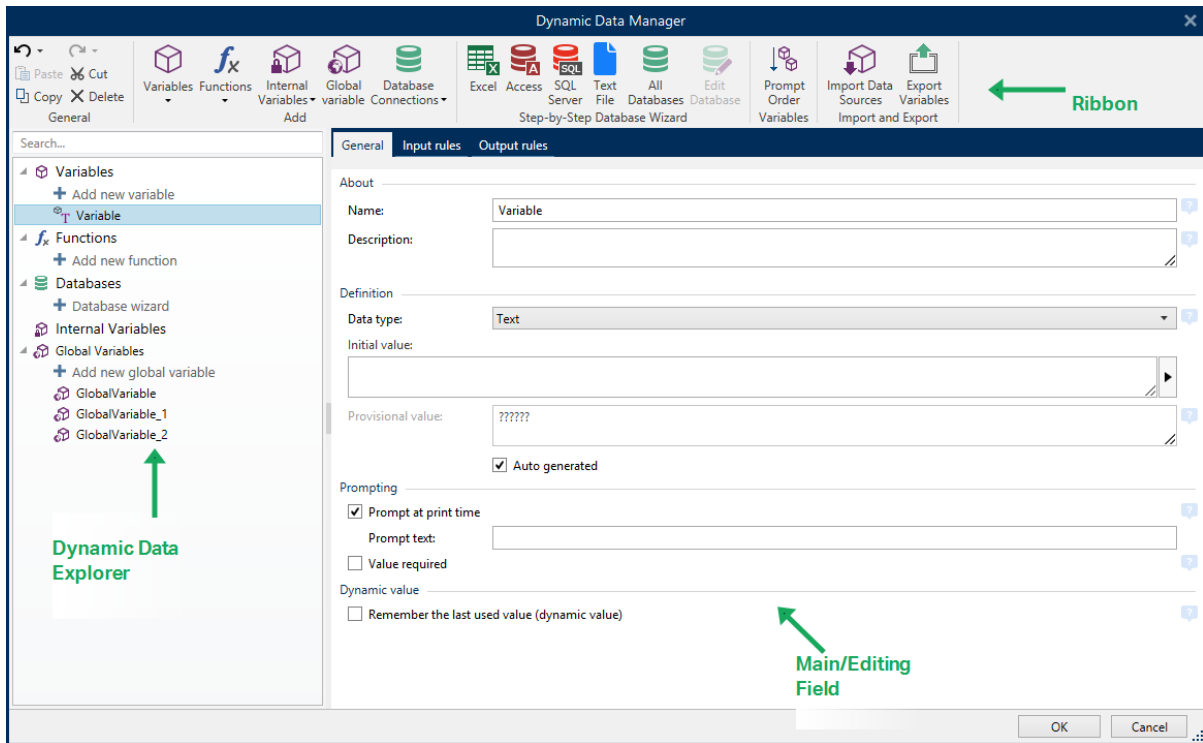 Dynamic Data Manager
Paste Cut
Copy Delete
General
Variables Functions Internal Variables Global variable Database Connections
Add
Excel Access SQL Server Text File All Databases Edit Database
Step-by-Step Database Wizard
Prompt Order
Variables
Import Data Sources Export Variables
Import and Export
Ribbon
Search...
Variables
Add new variable
Variable
Functions
Add new function
Databases
Database wizard
Internal Variables
Global Variables
Add new global variable
GlobalVariable
GlobalVariable_1
GlobalVariable_2
Dynamic Data
Explorer
General Input rules Output rules
About
Name: Variable
Description:
Definition
Data type: Text
Initial value:
Provisional value: ??????
Auto generated
Prompting
Prompt at print time
Prompt text:
Value required
Dynamic value
Remember the last used value (dynamic value)
Main/Editing
Field
OK Cancel